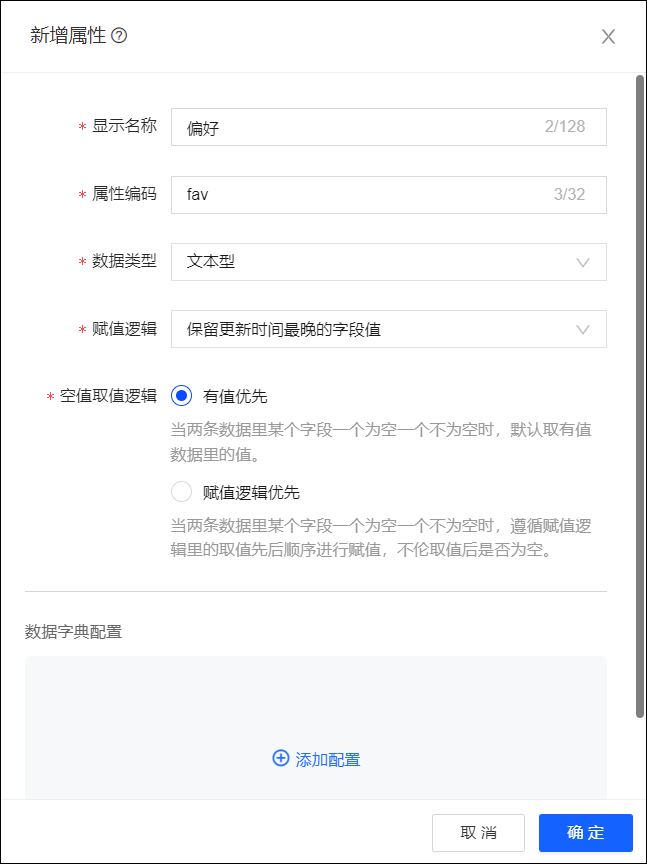 新增属性?
* 显示名称 偏好 2/128
* 属性编码 fav 3/32
* 数据类型 文本型
* 赋值逻辑 保留更新时间最晚的字段值
* 空值取值逻辑 有值优先
当两条数据里某个字段一个为空一个不为空时，默认取有值
数据里的值。
赋值逻辑优先
当两条数据里某个字段一个为空一个不为空时，遵循赋值逻
辑里的取值先后顺序进行赋值，不伦取值后是否为空。
数据字典配置
添加配置
取 消 确 定